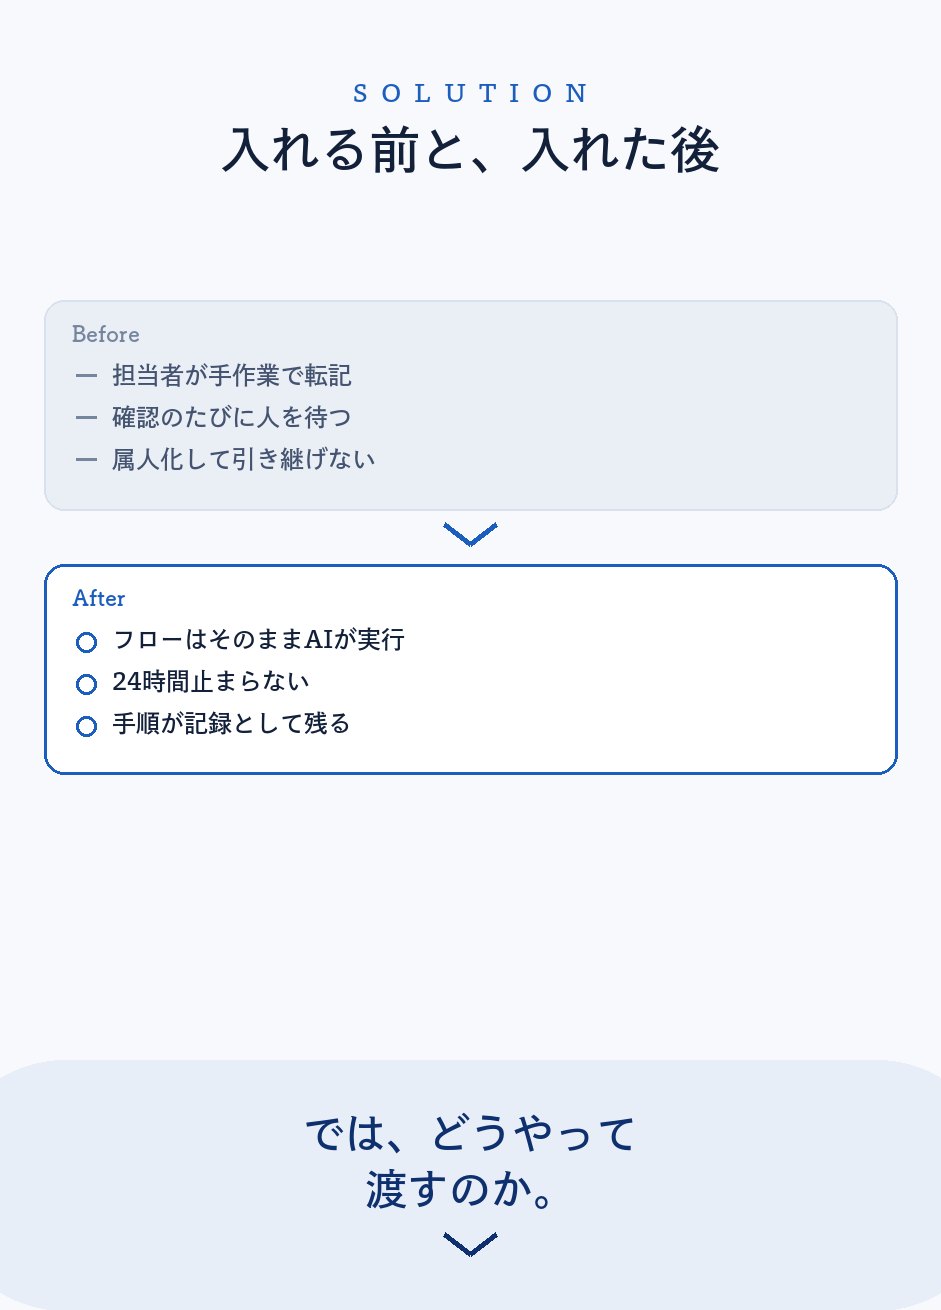 SOLUTION
入れる前と、入れた後
Before
担当者が手作業で転記
確認のたびに人を待つ
属人化して引き継げない
After
フローはそのままAIが実行
24時間止まらない
手順が記録として残る
では、どうやって
渡すのか。